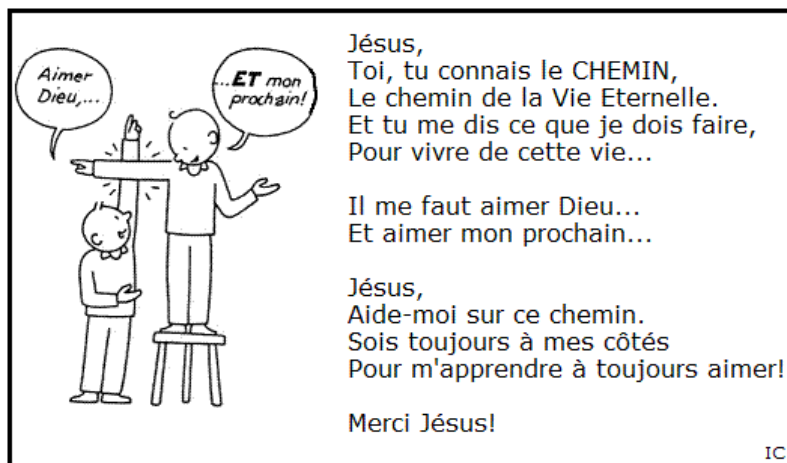 Aimer
Dieu,...
...ET mon
prochain!
Jésus,
Toi, tu connais le CHEMIN,
Le chemin de la Vie Eternelle.
Et tu me dis ce que je dois faire,
Pour vivre de cette vie...
Il me faut aimer Dieu...
Et aimer mon prochain...
Jésus,
Aide-moi sur ce chemin.
Sois toujours à mes côtés
Pour m'apprendre à toujours aimer!
Merci Jésus!
IC